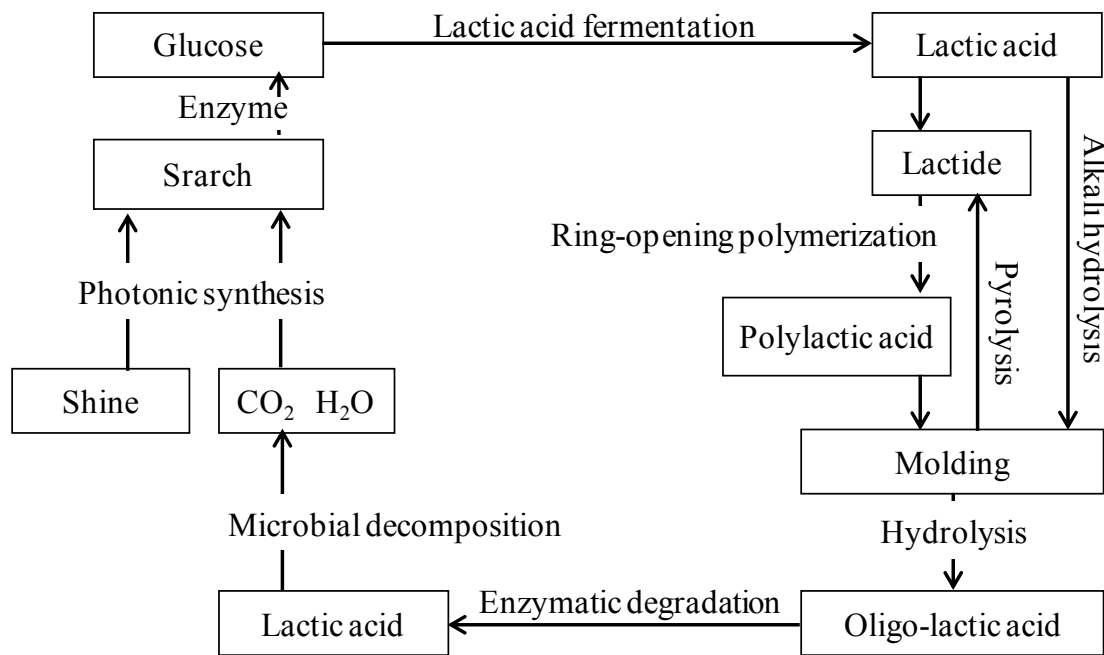 Glucose
Lactic acid fermentation
Lactic acid
Enzyme
Srarch
Lactide
Alkali hydrolysis
Ring-opening polymerization
Pyrolysis
Photonic synthesis
Polylactic acid
Shine
CO₂ H₂O
Molding
Microbial decomposition
Hydrolysis
Lactic acid
Enzymatic degradation
Oligo-lactic acid